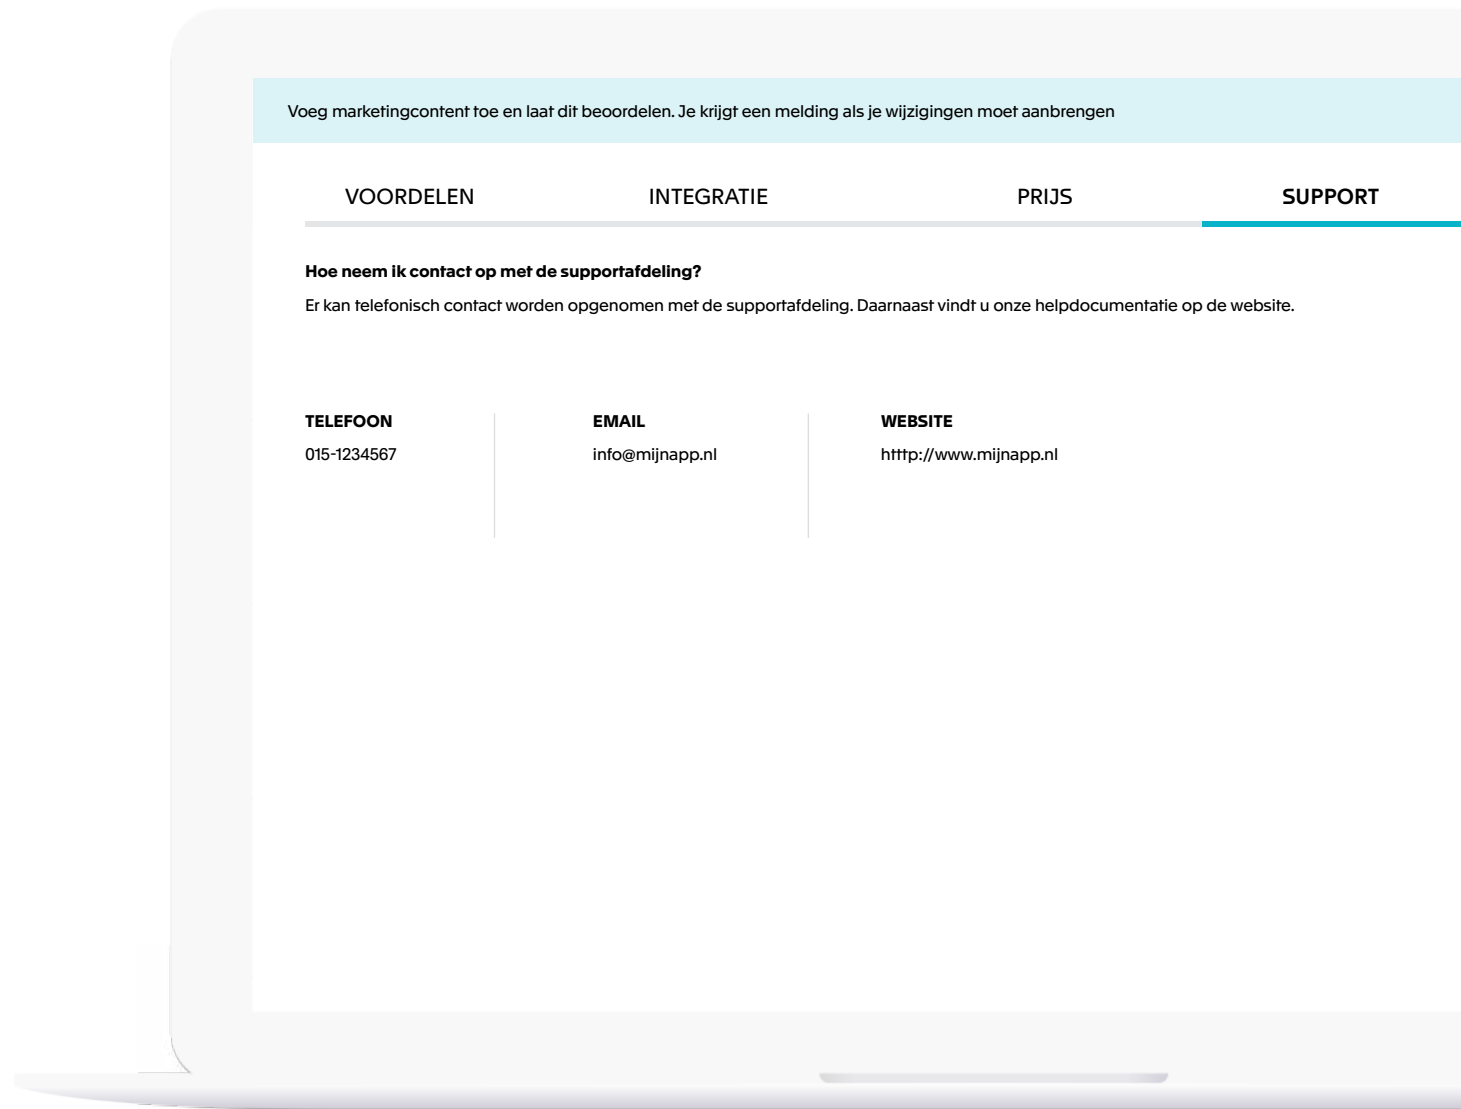 Voeg marketingcontent toe en laat dit beoordelen. Je krijgt een melding als je wijzigingen moet aanbrengen
VOORDELEN INTEGRATIE PRIJS SUPPORT
Hoe neem ik contact op met de supportafdeling?
Er kan telefonisch contact worden opgenomen met de supportafdeling. Daarnaast vindt u onze helpdocumentatie op de website.
TELEFOON EMAIL WEBSITE
015-1234567 info@mijnapp.nl htttp://www.mijnapp.nl